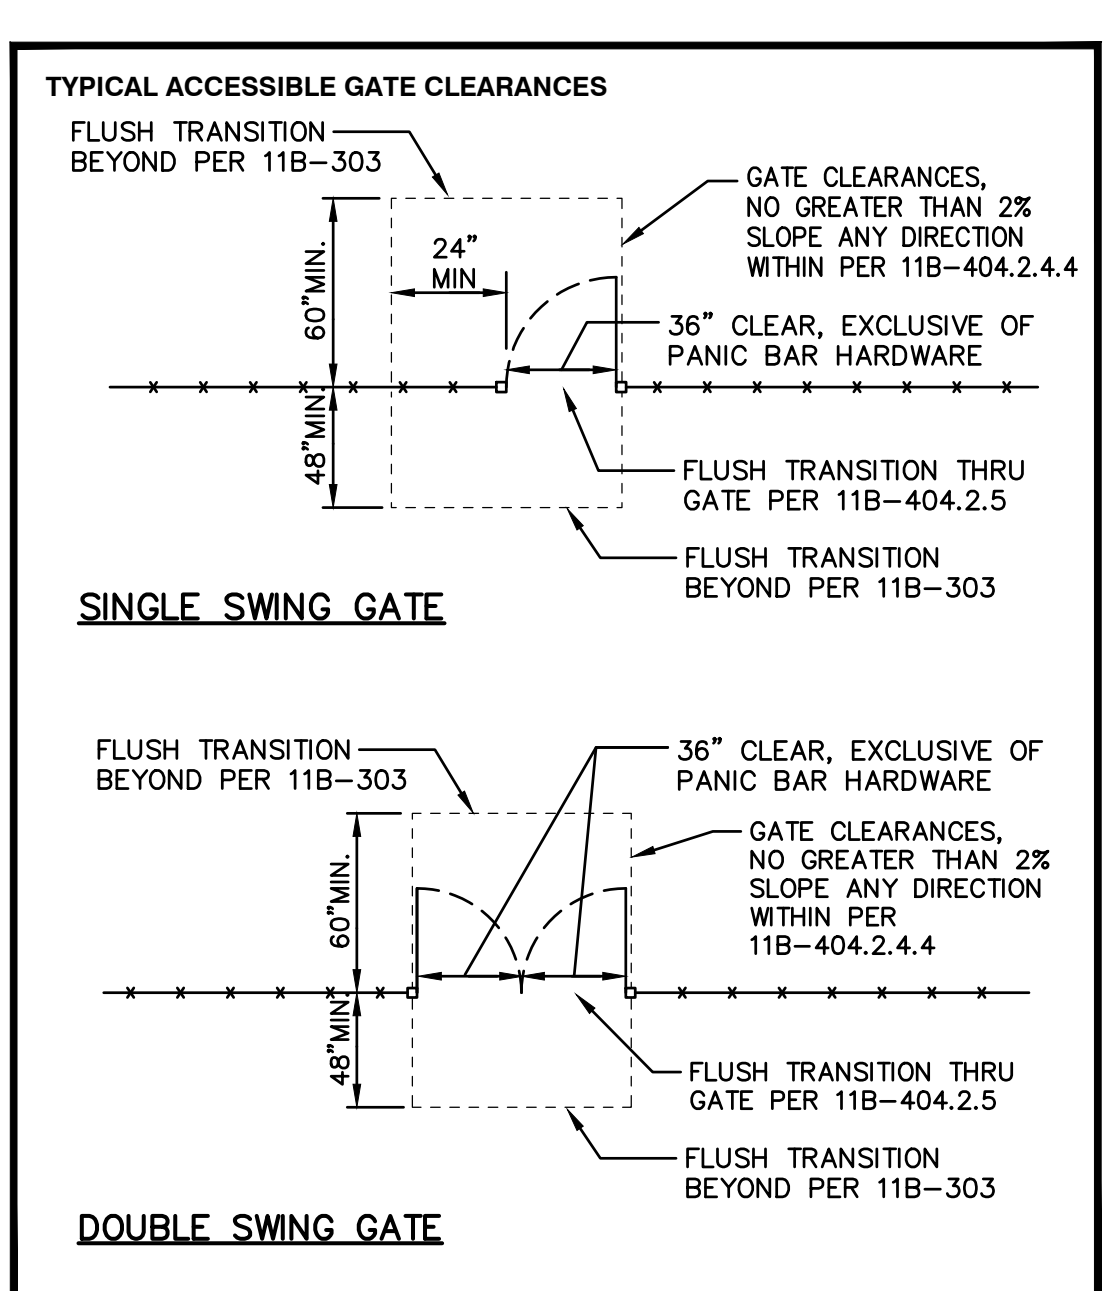 TYPICAL ACCESSIBLE GATE CLEARANCES
FLUSH TRANSITION
BEYOND PER 11B-303
GATE CLEARANCES,
NO GREATER THAN 2%
SLOPE ANY DIRECTION
WITHIN PER 11B-404.2.4.4
24"
MIN
60"MIN.
36" CLEAR, EXCLUSIVE OF
PANIC BAR HARDWARE
48"MIN.
FLUSH TRANSITION THRU
GATE PER 11B-404.2.5
FLUSH TRANSITION
BEYOND PER 11B-303
SINGLE SWING GATE
FLUSH TRANSITION
BEYOND PER 11B-303
36" CLEAR, EXCLUSIVE OF
PANIC BAR HARDWARE
GATE CLEARANCES,
NO GREATER THAN 2%
SLOPE ANY DIRECTION
WITHIN PER
11B-404.2.4.4
60"MIN.
48"MIN.
FLUSH TRANSITION THRU
GATE PER 11B-404.2.5
FLUSH TRANSITION
BEYOND PER 11B-303
DOUBLE SWING GATE